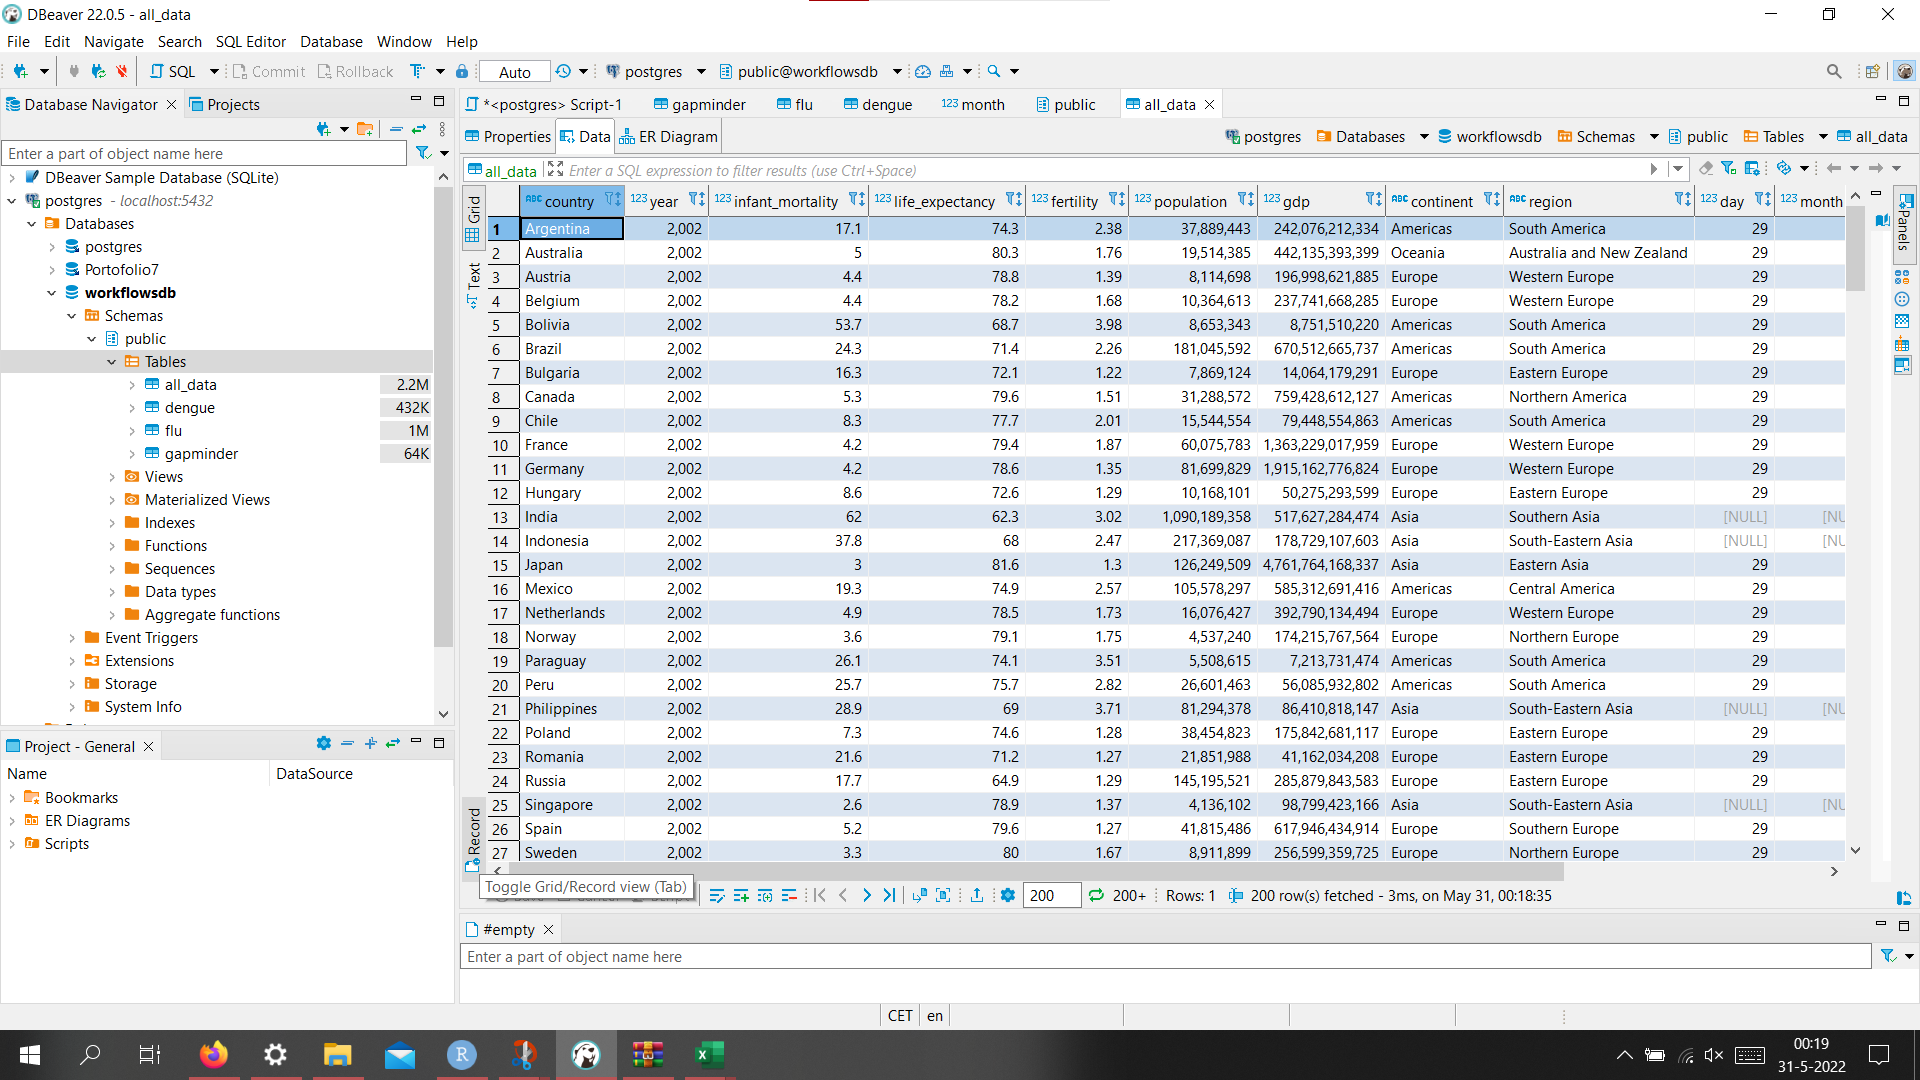 DBeaver 22.0.5 - all_data
File Edit Navigate Search SQL Editor Database Window Help
SQL Commit Rollback Auto postgres public@workflowsdb
Database Navigator Projects
*<postgres> Script-1 gapminder flu dengue 123 month public all_data
Properties Data ER Diagram postgres Databases workflowsdb Schemas public Tables all_data
Enter a part of object name here
all_data Enter a SQL expression to filter results (use Ctrl+Space)
DBeaver Sample Database (SQLite)
postgres - localhost:5432
Databases
postgres
Portofolio7
workflowsdb
Schemas
public
Tables
all_data 2.2M
dengue 432K
flu 1M
gapminder 64K
Views
Materialized Views
Indexes
Functions
Sequences
Data types
Aggregate functions
Event Triggers
Extensions
Storage
System Info
Project - General
Name DataSource
Bookmarks
ER Diagrams
Scripts
Grid
Text
Record
Panels
ABC country 123 year 123 infant_mortality 123 life_expectancy 123 fertility 123 population 123 gdp ABC continent ABC region 123 day 123 month
1 Argentina 2,002 17.1 74.3 2.38 37,889,443 242,076,212,334 Americas South America 29
2 Australia 2,002 5 80.3 1.76 19,514,385 442,135,393,399 Oceania Australia and New Zealand 29
3 Austria 2,002 4.4 78.8 1.39 8,114,698 196,998,621,885 Europe Western Europe 29
4 Belgium 2,002 4.4 78.2 1.68 10,364,613 237,741,668,285 Europe Western Europe 29
5 Bolivia 2,002 53.7 68.7 3.98 8,653,343 8,751,510,220 Americas South America 29
6 Brazil 2,002 24.3 71.4 2.26 181,045,592 670,512,665,737 Americas South America 29
7 Bulgaria 2,002 16.3 72.1 1.22 7,869,124 14,064,179,291 Europe Eastern Europe 29
8 Canada 2,002 5.3 79.6 1.51 31,288,572 759,428,612,127 Americas Northern America 29
9 Chile 2,002 8.3 77.7 2.01 15,544,554 79,448,554,863 Americas South America 29
10 France 2,002 4.2 79.4 1.87 60,075,783 1,363,229,017,959 Europe Western Europe 29
11 Germany 2,002 4.2 78.6 1.35 81,699,829 1,915,162,776,824 Europe Western Europe 29
12 Hungary 2,002 8.6 72.6 1.29 10,168,101 50,275,293,599 Europe Eastern Europe 29
13 India 2,002 62 62.3 3.02 1,090,189,358 517,627,284,474 Asia Southern Asia [NULL] [NU
14 Indonesia 2,002 37.8 68 2.47 217,369,087 178,729,107,603 Asia South-Eastern Asia [NULL] [NU
15 Japan 2,002 3 81.6 1.3 126,249,509 4,761,764,168,337 Asia Eastern Asia 29
16 Mexico 2,002 19.3 74.9 2.57 105,578,297 585,312,691,416 Americas Central America 29
17 Netherlands 2,002 4.9 78.5 1.73 16,076,427 392,790,134,494 Europe Western Europe 29
18 Norway 2,002 3.6 79.1 1.75 4,537,240 174,215,767,564 Europe Northern Europe 29
19 Paraguay 2,002 26.1 74.1 3.51 5,508,615 7,213,731,474 Americas South America 29
20 Peru 2,002 25.7 75.7 2.82 26,601,463 56,085,932,802 Americas South America 29
21 Philippines 2,002 28.9 69 3.71 81,294,378 86,410,818,147 Asia South-Eastern Asia [NULL] [NU
22 Poland 2,002 7.3 74.6 1.28 38,454,823 175,842,681,117 Europe Eastern Europe 29
23 Romania 2,002 21.6 71.2 1.27 21,851,988 41,162,034,208 Europe Eastern Europe 29
24 Russia 2,002 17.7 64.9 1.29 145,195,521 285,879,843,583 Europe Eastern Europe 29
25 Singapore 2,002 2.6 78.9 1.37 4,136,102 98,799,423,166 Asia South-Eastern Asia [NULL] [NU
26 Spain 2,002 5.2 79.6 1.27 41,815,486 617,946,434,914 Europe Southern Europe 29
27 Sweden 2,002 3.3 80 1.67 8,911,899 256,599,359,725 Europe Northern Europe 29
Toggle Grid/Record view (Tab)
200 200+ Rows: 1 200 row(s) fetched - 3ms, on May 31, 00:18:35
#empty
Enter a part of object name here
CET en
R
00:19
31-5-2022